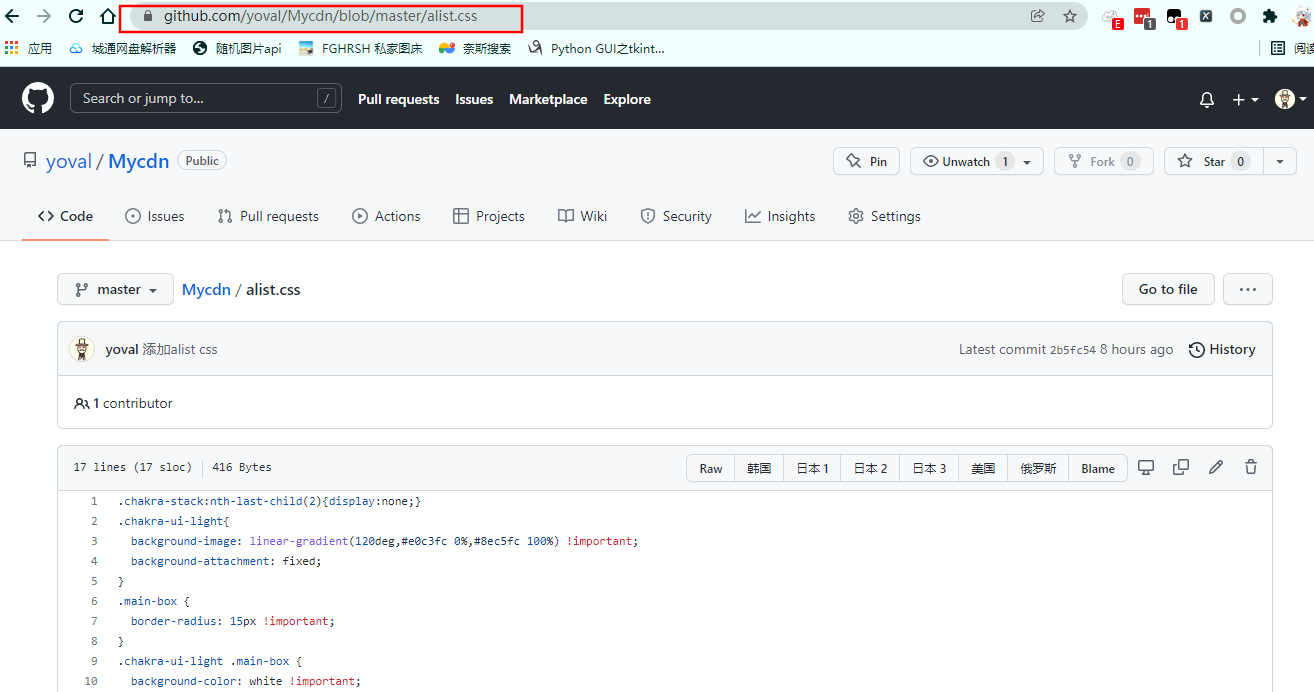 github.com/yoval/Mycdn/blob/master/alist.css
E 1 1 X
应用 城通网盘解析器 随机图片api FGHRSH 私家图床 奈斯搜索 Python GUI之tkint... 阅读
Search or jump to... / Pull requests Issues Marketplace Explore
yoval / Mycdn Public Pin Unwatch 1 Fork 0 Star 0
Code Issues Pull requests Actions Projects Wiki Security Insights Settings
master Mycdn / alist.css Go to file ...
yoval 添加alist css Latest commit 2b5fc54 8 hours ago History
1 contributor
17 lines (17 sloc) 416 Bytes Raw 韩国 日本 1 日本 2 日本 3 美国 俄罗斯 Blame
1 .chakra-stack:nth-last-child(2){display:none;}
2 .chakra-ui-light{
3 background-image: linear-gradient(120deg,#e0c3fc 0%,#8ec5fc 100%) !important;
4 background-attachment: fixed;
5 }
6 .main-box {
7 border-radius: 15px !important;
8 }
9 .chakra-ui-light .main-box {
10 background-color: white !important;